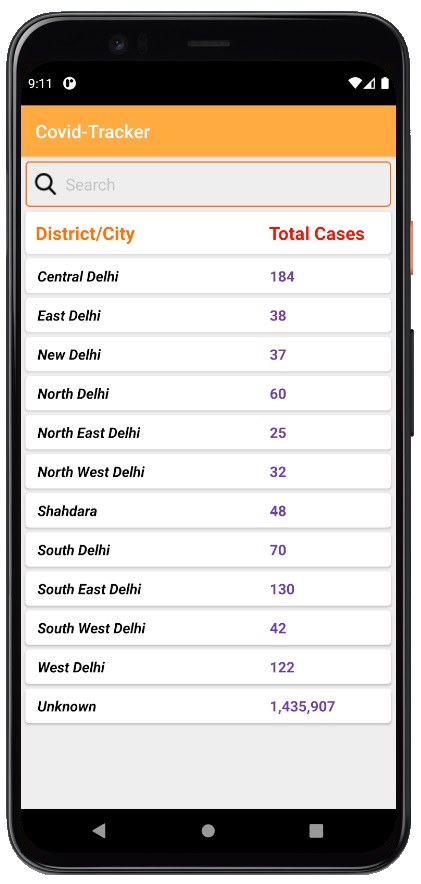 9:11
Covid-Tracker
Search
District/City Total Cases
Central Delhi 184
East Delhi 38
New Delhi 37
North Delhi 60
North East Delhi 25
North West Delhi 32
Shahdara 48
South Delhi 70
South East Delhi 130
South West Delhi 42
West Delhi 122
Unknown 1,435,907